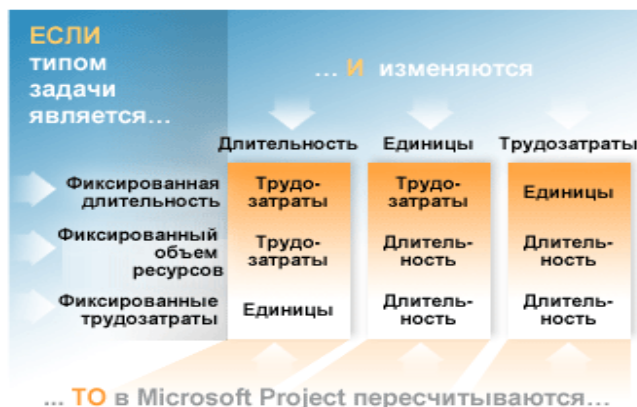 ЕСЛИ
типом
задачи
является...
... И изменяются
Длительность Единицы Трудозатраты
Фиксированная
длительность
Трудо-
затраты
Трудо-
затраты
Единицы
Фиксированный
объем
ресурсов
Трудо-
затраты
Длитель-
ность
Длитель-
ность
Фиксированные
трудозатраты
Единицы
Длитель-
ность
Длитель-
ность
... ТО в Microsoft Project пересчитываются...